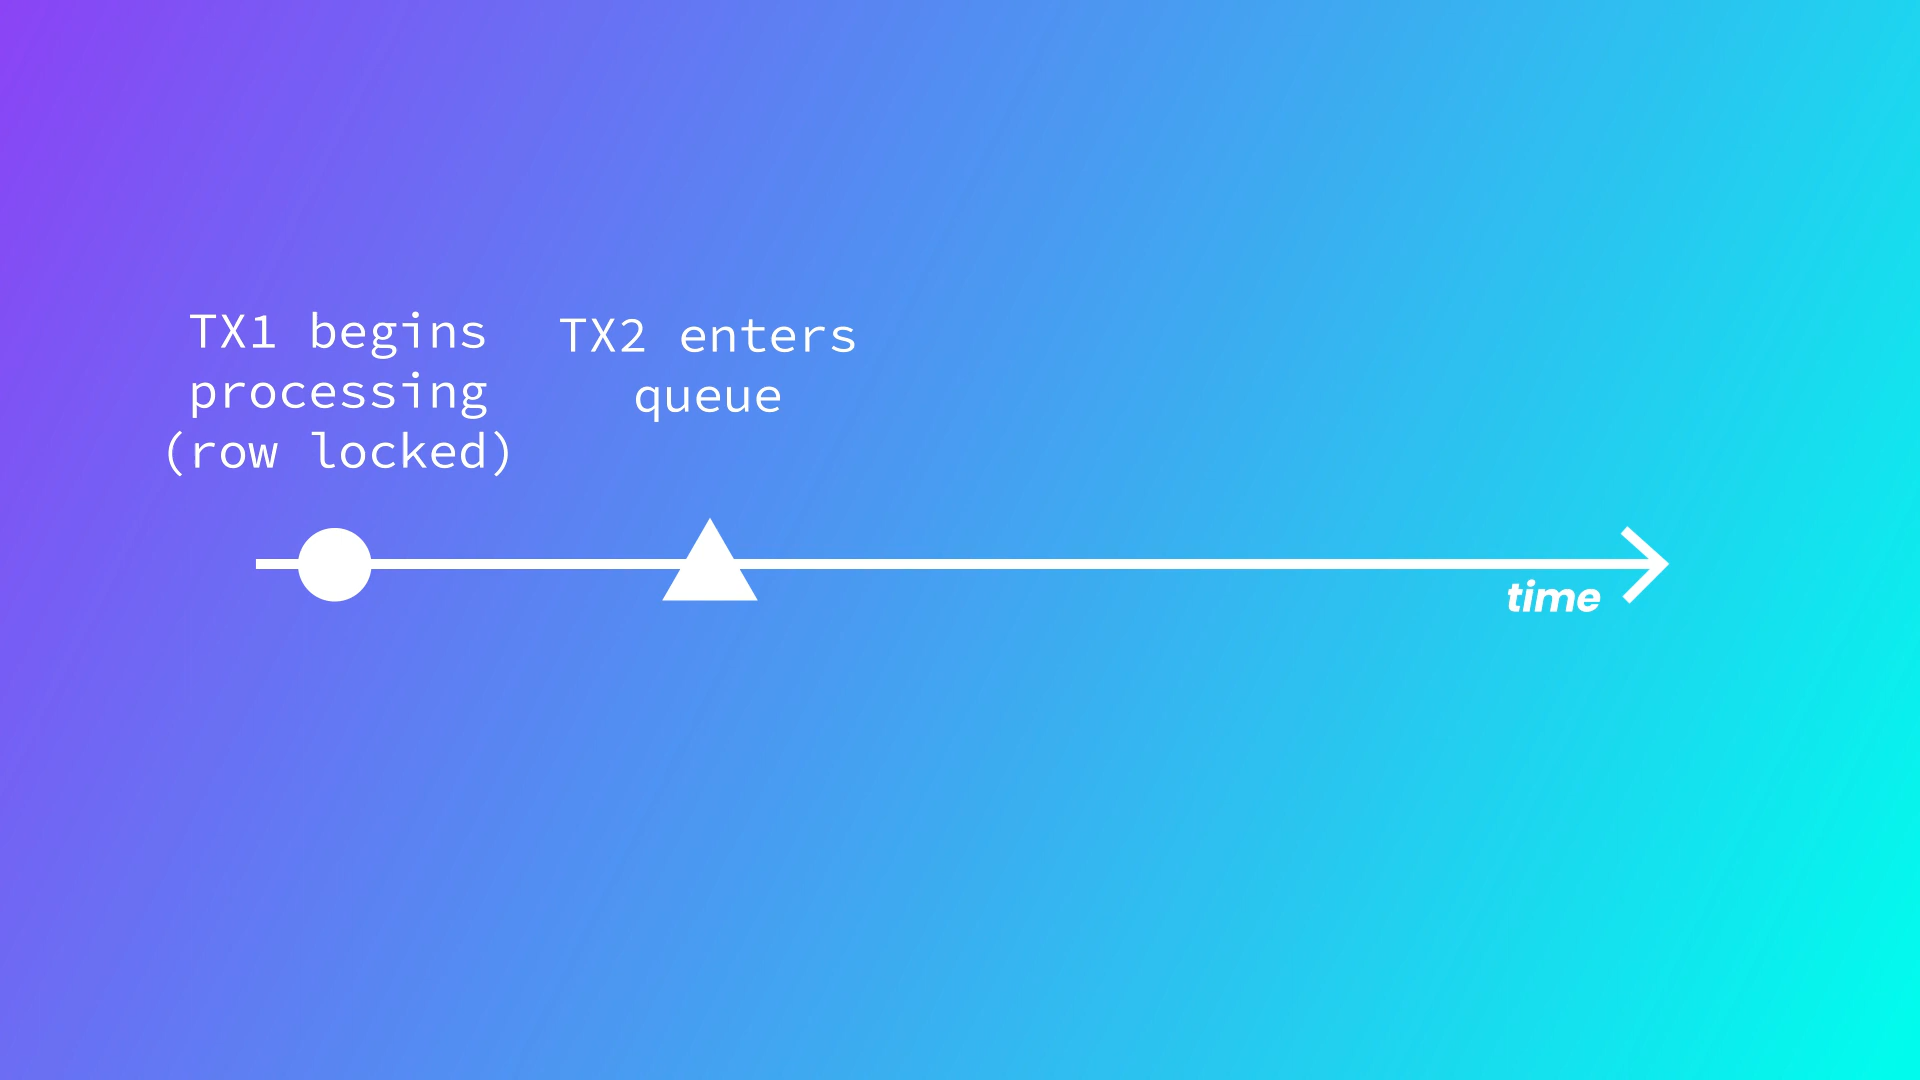 TX1 begins
processing
(row locked)
TX2 enters
queue
time